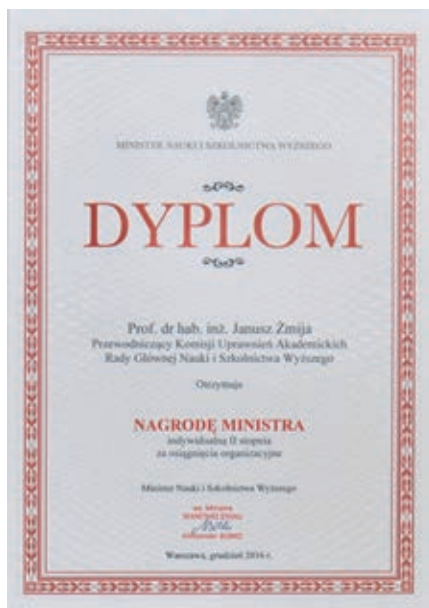 MINISTER NAUKI I SZKOLNICTWA WYŻSZEGO
DYPLOM
Prof. dr hab. inż. Janusz Żmija
Przewodniczący Komisji Uprawnień Akademickich
Rady Głównej Nauki i Szkolnictwa Wyższego
Otrzymuje
NAGRODĘ MINISTRA
indywidualną II stopnia
za osiągnięcia organizacyjne
Minister Nauki i Szkolnictwa Wyższego
Warszawa, grudzień 2016 r.